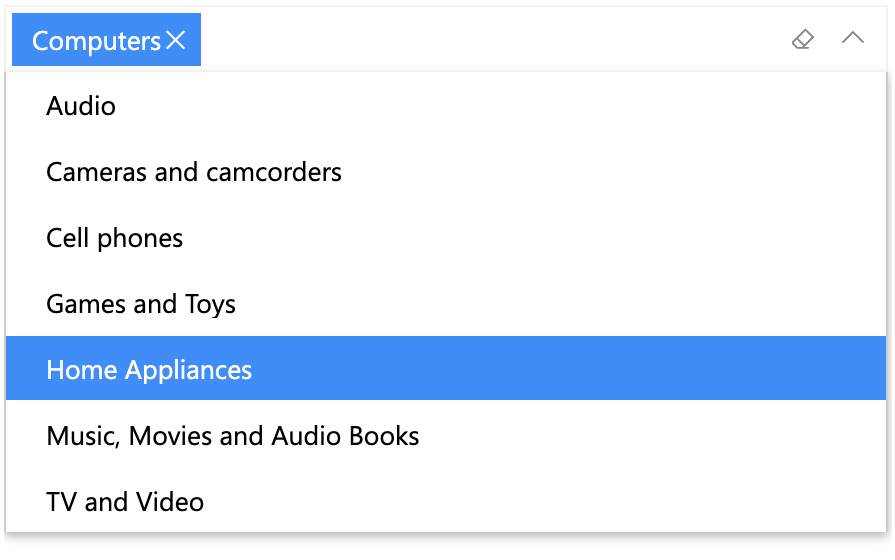 Computers
Audio
Cameras and camcorders
Cell phones
Games and Toys
Home Appliances
Music, Movies and Audio Books
TV and Video